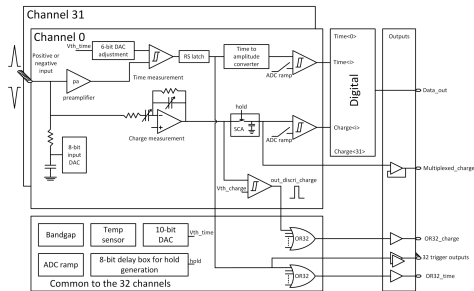 Channel 31
Channel 0
Positive or
negative
input
Vth_time
6-bit DAC
adjustment
RS latch
Time to
amplitude
converter
ADC ramp
pa
preamplifier
Time measurement
Time<0>
Time<i>
Digital
Charge<i>
Charge<31>
Outputs
Data_out
hold
SCA
ADC ramp
Charge measurement
8-bit
input
DAC
out_discri_charge
Vth_charge
Multiplexed_charge
Bandgap
Temp
sensor
10-bit
DAC
Vth_time
ADC ramp
8-bit delay box for hold
generation
hold
Common to the 32 channels
OR32
OR32
OR32_charge
32 trigger outputs
OR32_time